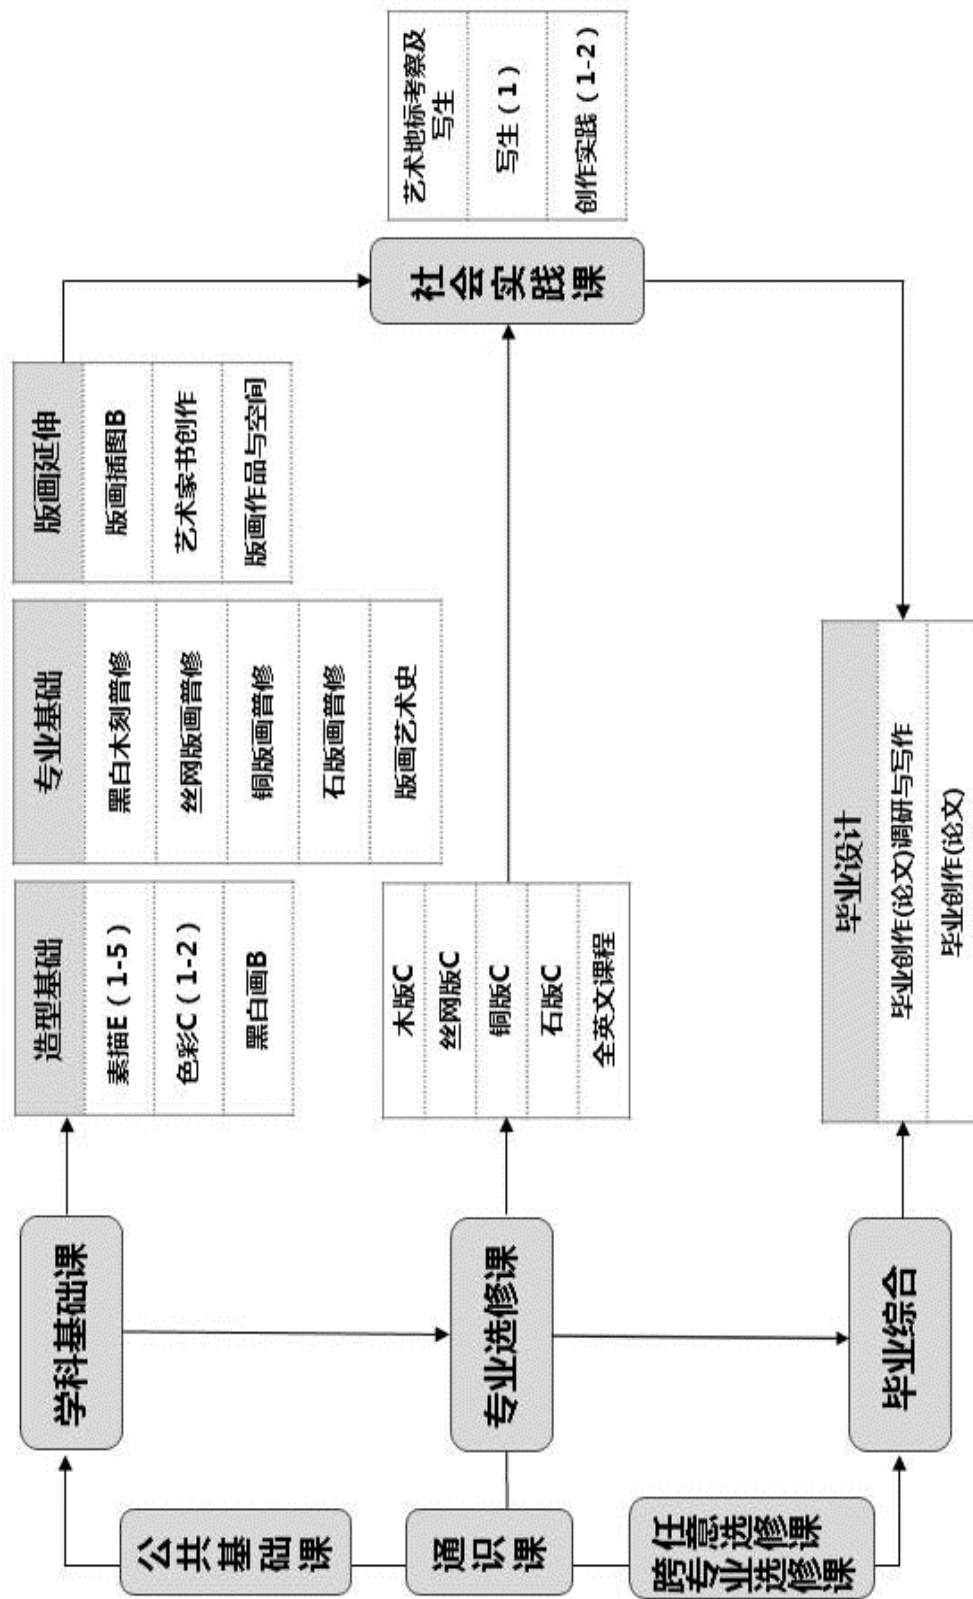 公共基础课
通识课
任意选修课
跨专业选修课
学科基础课
专业选修课
毕业综合
造型基础
素描E（1-5）
色彩C（1-2）
黑白画B
专业基础
黑白木刻普修
丝网版画普修
铜版画普修
石版画普修
版画艺术史
版画延伸
版画插图B
艺术家书创作
版画作品与空间
木版C
丝网版C
铜版C
石版C
全英文课程
社会实践课
艺术地标考察及
写生
写生（1）
创作实践（1-2）
毕业设计
毕业创作(论文)调研与写作
毕业创作(论文)